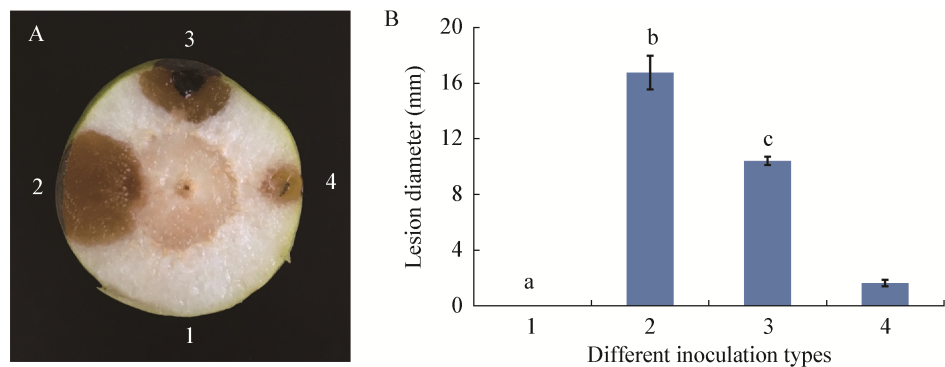 A
3
2
4
1
B
Lesion diameter (mm)
20
16
12
8
4
0
a
b
c
1 2 3 4
Different inoculation types